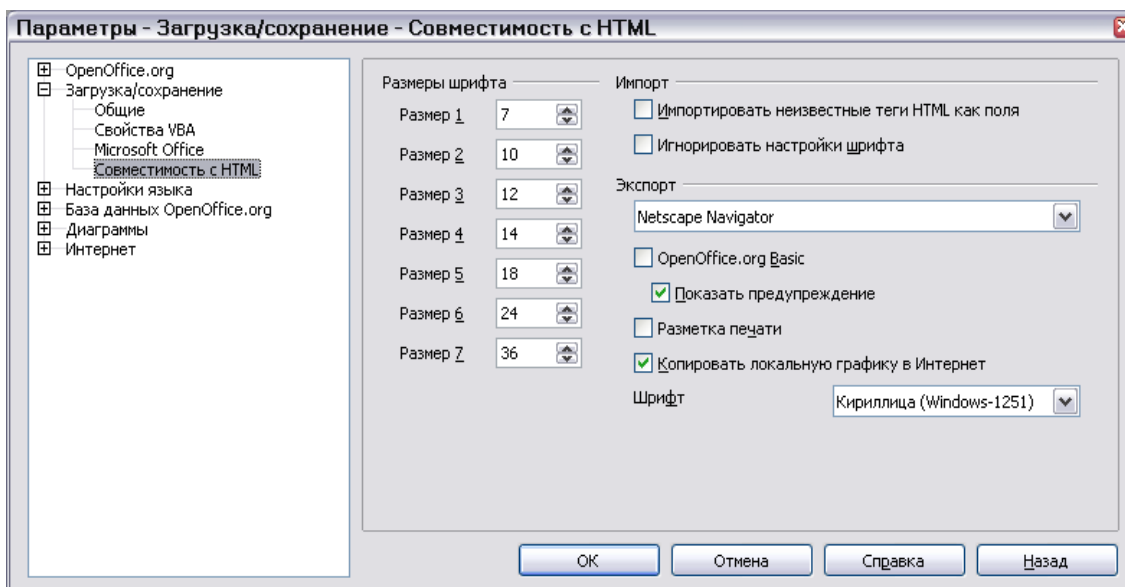 Параметры - Загрузка/сохранение - Совместимость с HTML
OpenOffice.org
Загрузка/сохранение
Общие
Свойства VBA
Microsoft Office
Совместимость с HTML
Настройки языка
База данных OpenOffice.org
Диаграммы
Интернет
Размеры шрифта
Размер 1 7
Размер 2 10
Размер 3 12
Размер 4 14
Размер 5 18
Размер 6 24
Размер 7 36
Импорт
Импортировать неизвестные теги HTML как поля
Игнорировать настройки шрифта
Экспорт
Netscape Navigator
OpenOffice.org Basic
Показать предупреждение
Разметка печати
Копировать локальную графику в Интернет
Шрифт Кириллица (Windows-1251)
ОК Отмена Справка Назад